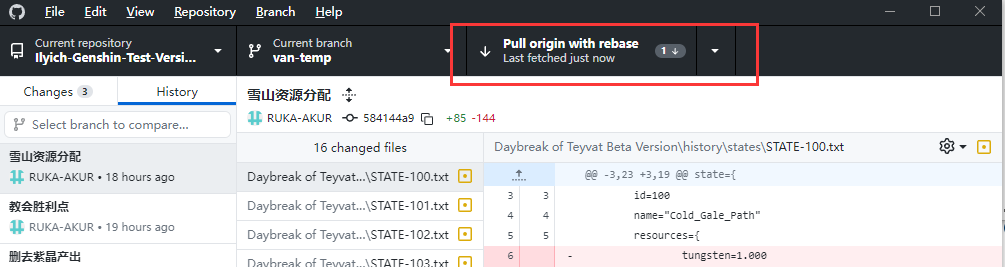 File Edit View Repository Branch Help
Current repository
Ilyich-Genshin-Test-Versi...
Current branch
van-temp
Pull origin with rebase
Last fetched just now
1
Changes 3
History
Select branch to compare...
雪山资源分配
RUKA-AKUR • 18 hours ago
教会胜利点
RUKA-AKUR • 19 hours ago
删去紫晶产出
雪山资源分配
RUKA-AKUR 584144a9 +85 -144
16 changed files
Daybreak of Teyvat...\STATE-100.txt
Daybreak of Teyvat...\STATE-101.txt
Daybreak of Teyvat...\STATE-102.txt
Daybreak of Teyvat...\STATE-103.txt
Daybreak of Teyvat Beta Version\history\states\STATE-100.txt
@@ -3,23 +3,19 @@ state={
3 3 id=100
4 4 name="Cold_Gale_Path"
5 5 resources={
6 - tungsten=1.000